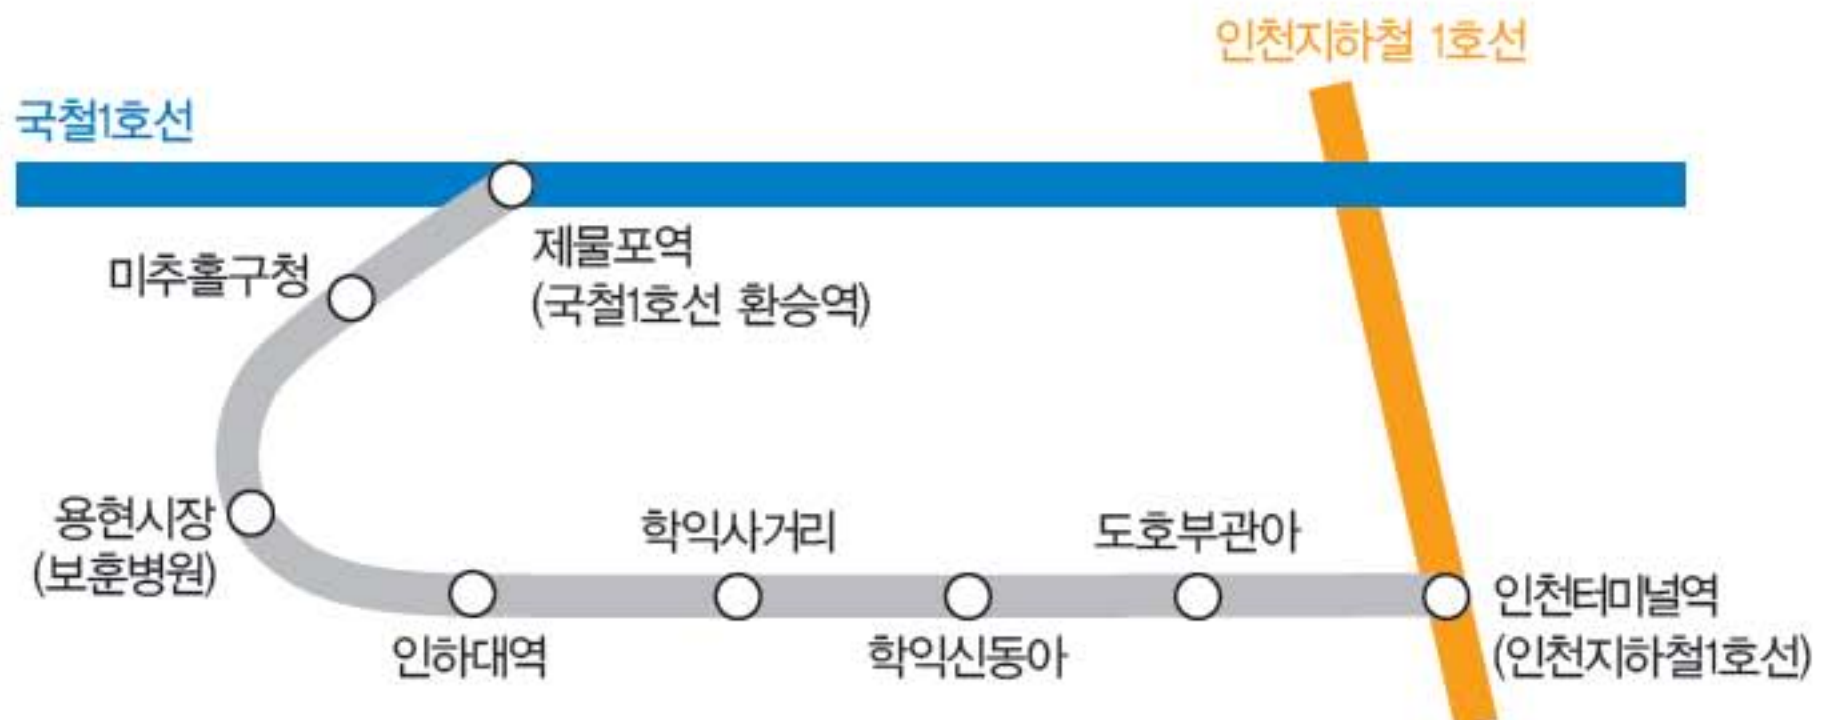 인천지하철 1호선
국철1호선
제물포역
(국철1호선 환승역)
미추홀구청
용현시장
(보훈병원)
학익사거리
도호부관아
인천터미널역
(인천지하철1호선)
인하대역
학익신동아